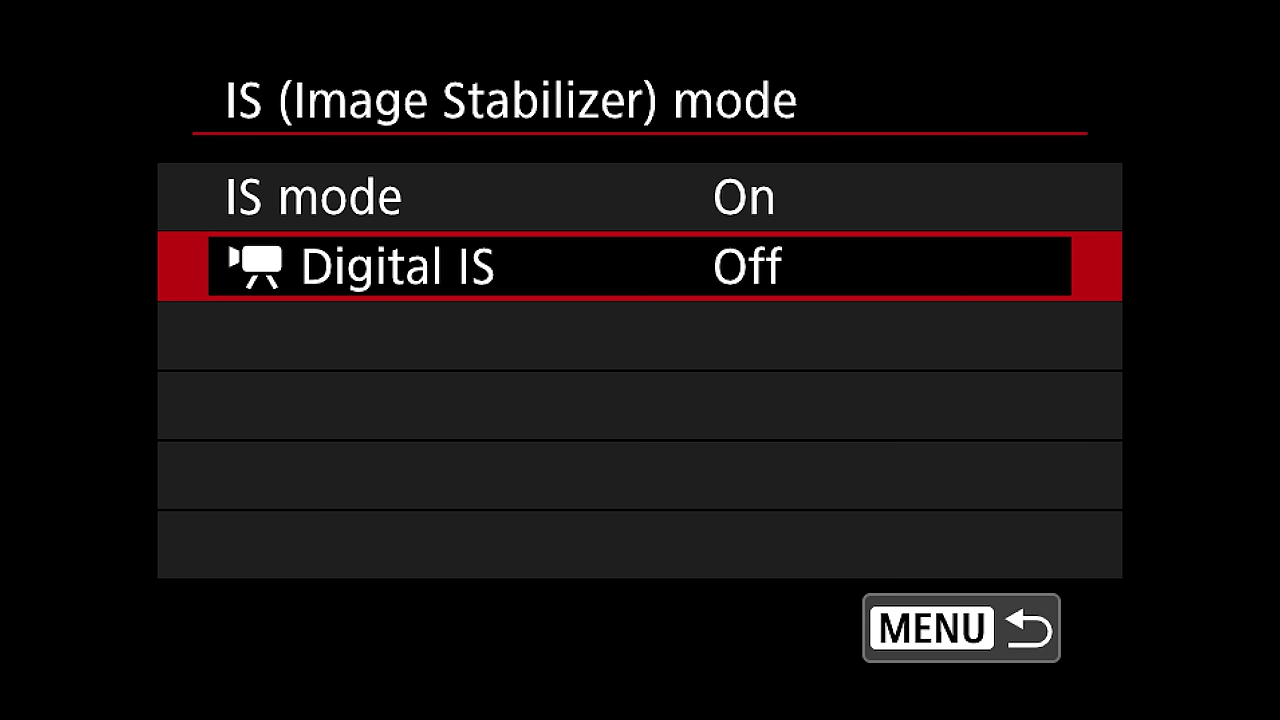 IS (Image Stabilizer) mode
IS mode On
Digital IS Off
MENU